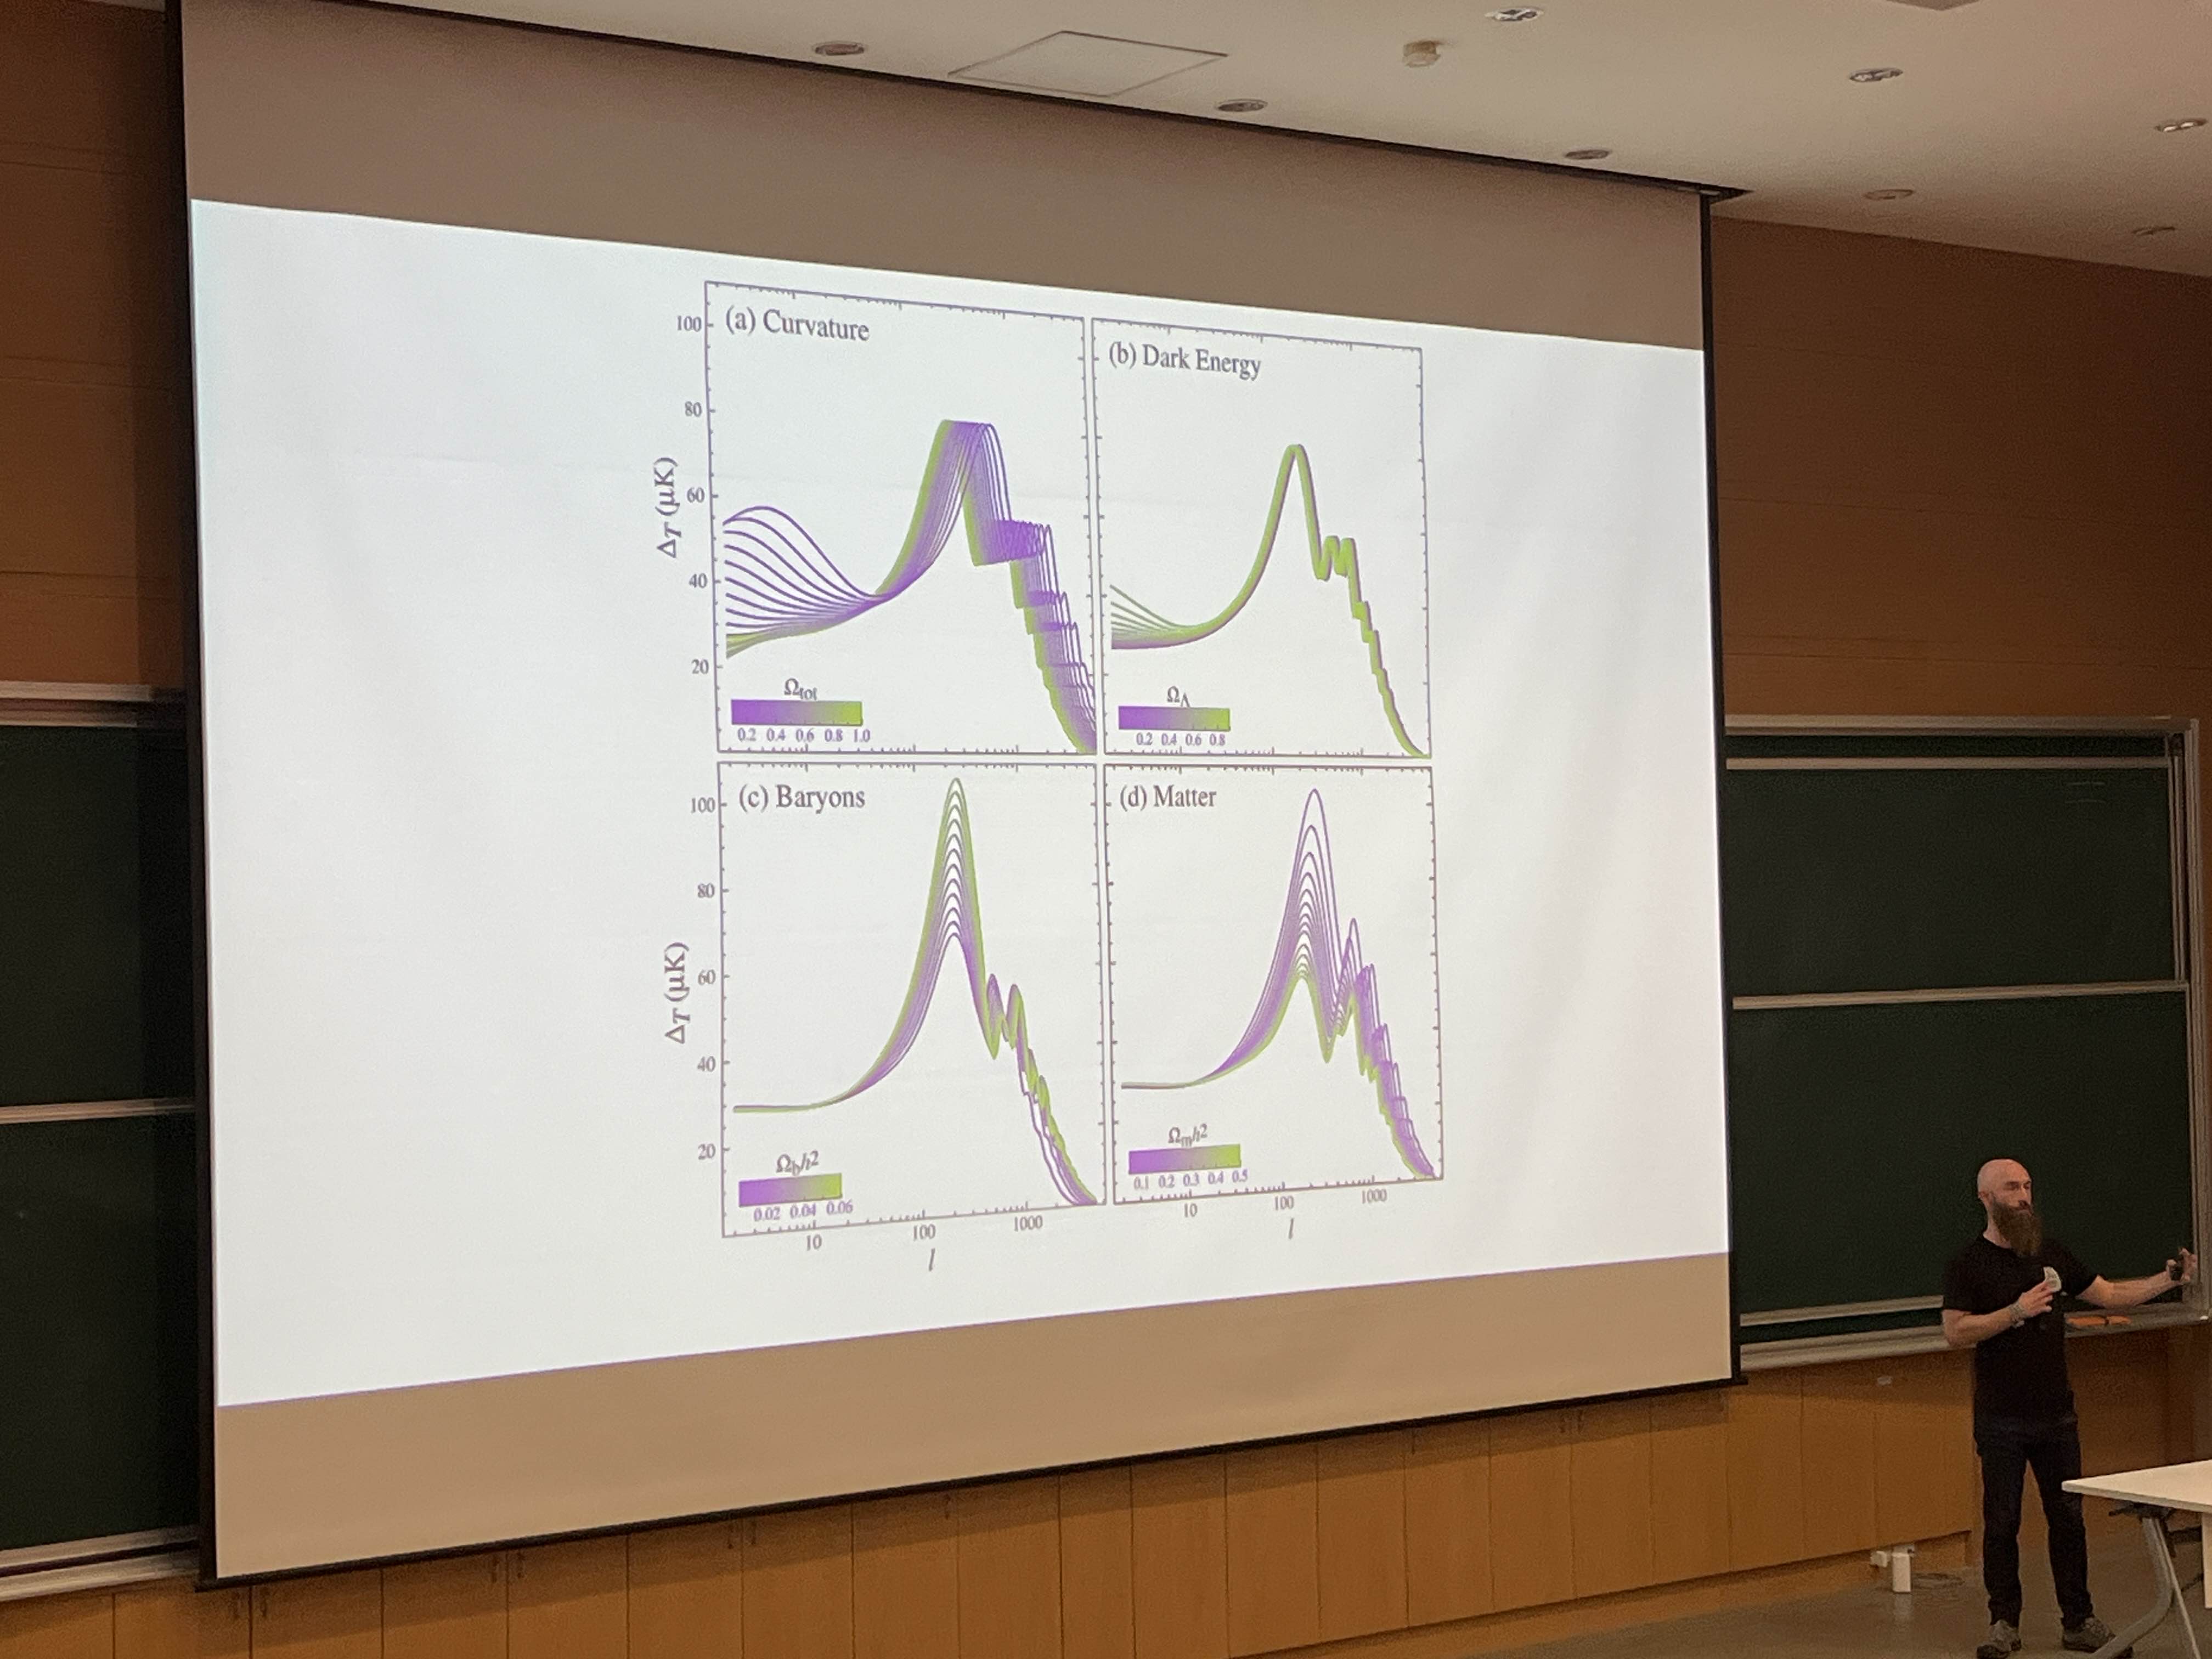 (a) Curvature
100
80
60
40
20
ΔT (μK)
Ωtot
0.2 0.4 0.6 0.8 1.0
(b) Dark Energy
ΩΛ
0.2 0.4 0.6 0.8
(c) Baryons
100
80
60
40
20
ΔT (μK)
Ωbh2
0.02 0.04 0.06
10 100 1000
l
(d) Matter
Ωmh2
0.1 0.2 0.3 0.4 0.5
10 100 1000
l